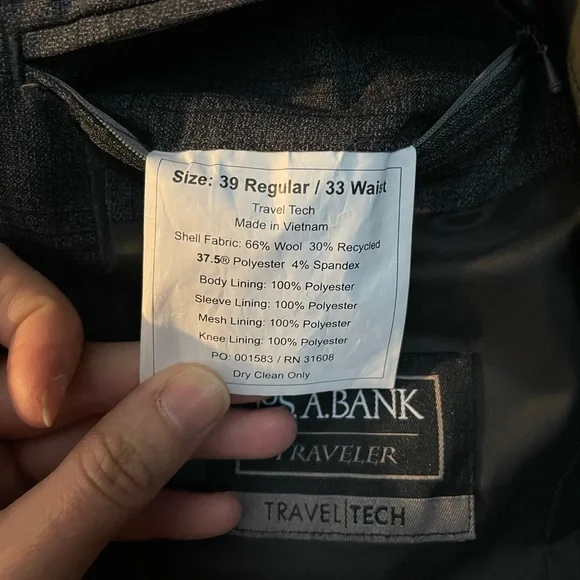 Size: 39 Regular / 33 Waist
Travel Tech
Made in Vietnam
Shell Fabric: 66% Wool 30% Recycled
37.5® Polyester 4% Spandex
Body Lining: 100% Polyester
Sleeve Lining: 100% Polyester
Mesh Lining: 100% Polyester
Knee Lining: 100% Polyester
PO: 001583 / RN 31608
Dry Clean Only
S.A.BANK
TRAVELER
TRAVEL|TECH